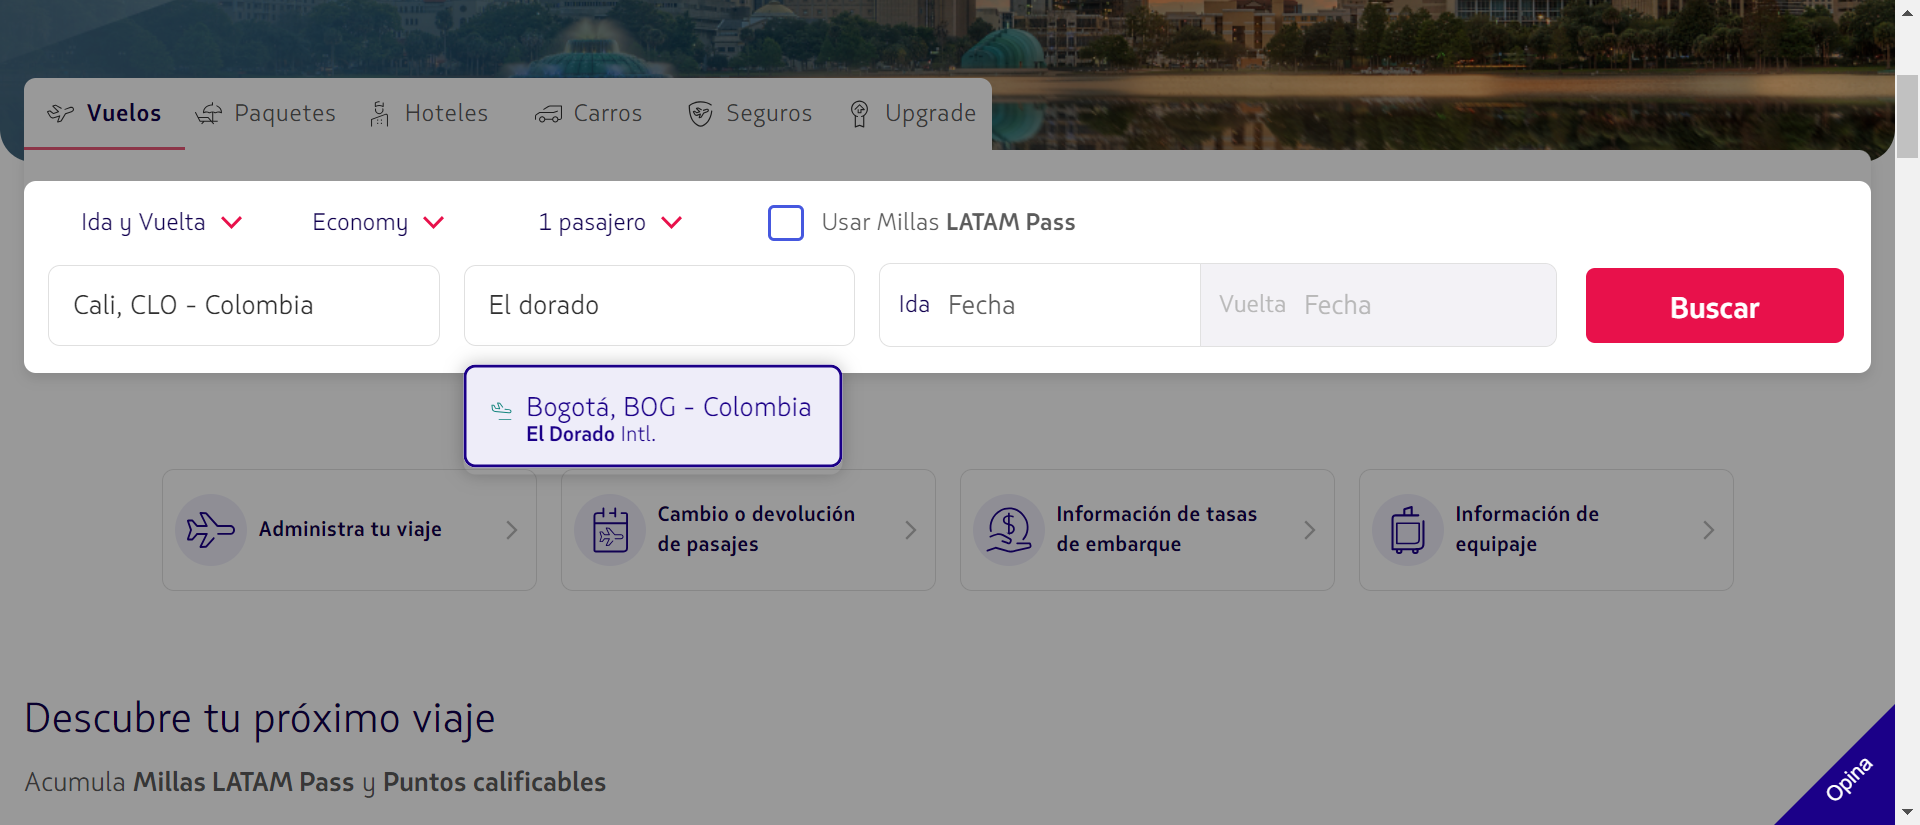 Vuelos
Paquetes
Hoteles
Carros
Seguros
Upgrade
Ida y Vuelta
Economy
1 pasajero
Usar Millas LATAM Pass
Cali, CLO - Colombia
El dorado
Ida Fecha
Vuelta Fecha
Buscar
Bogotá, BOG - Colombia
El Dorado Intl.
Administra tu viaje
Cambio o devolución
de pasajes
Información de tasas
de embarque
Información de
equipaje
Descubre tu próximo viaje
Acumula Millas LATAM Pass y Puntos calificables
Opina